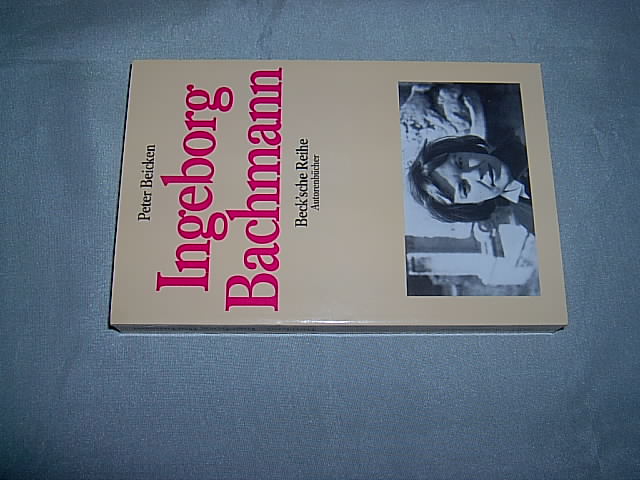 Peter Beicken
Ingeborg
Bachmann
Beck'sche Reihe
Autorenbücher